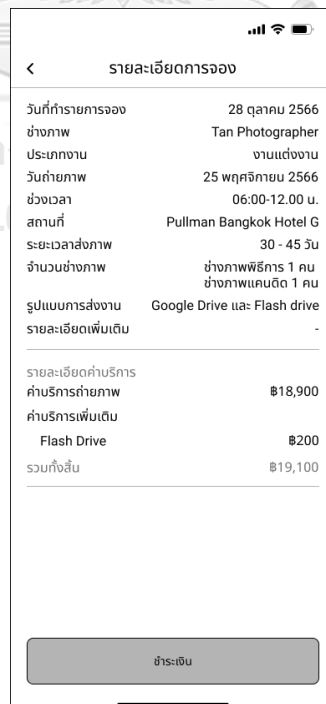 รายละเอียดการจอง
วันที่ทำรายการจอง 28 ตุลาคม 2566
ช่างภาพ Tan Photographer
ประเภทงาน งานแต่งงาน
วันถ่ายภาพ 25 พฤศจิกายน 2566
ช่วงเวลา 06:00-12.00 น.
สถานที่ Pullman Bangkok Hotel G
ระยะเวลาส่งภาพ 30 - 45 วัน
จำนวนช่างภาพ ช่างภาพพิธีการ 1 คน
ช่างภาพแคนดิด 1 คน
รูปแบบการส่งงาน Google Drive และ Flash drive
รายละเอียดเพิ่มเติม -
รายละเอียดค่าบริการ
ค่าบริการถ่ายภาพ ฿18,900
ค่าบริการเพิ่มเติม
Flash Drive ฿200
รวมทั้งสิ้น ฿19,100
ชำระเงิน